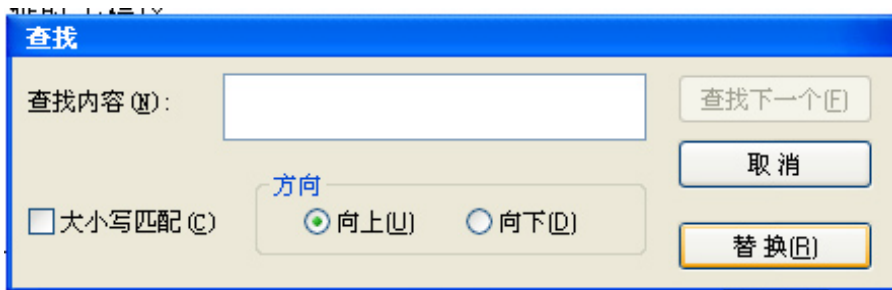 查找
查找内容(N):
查找下一个(F)
取消
方向
大小写匹配(C)
向上(U)
向下(D)
替换(R)